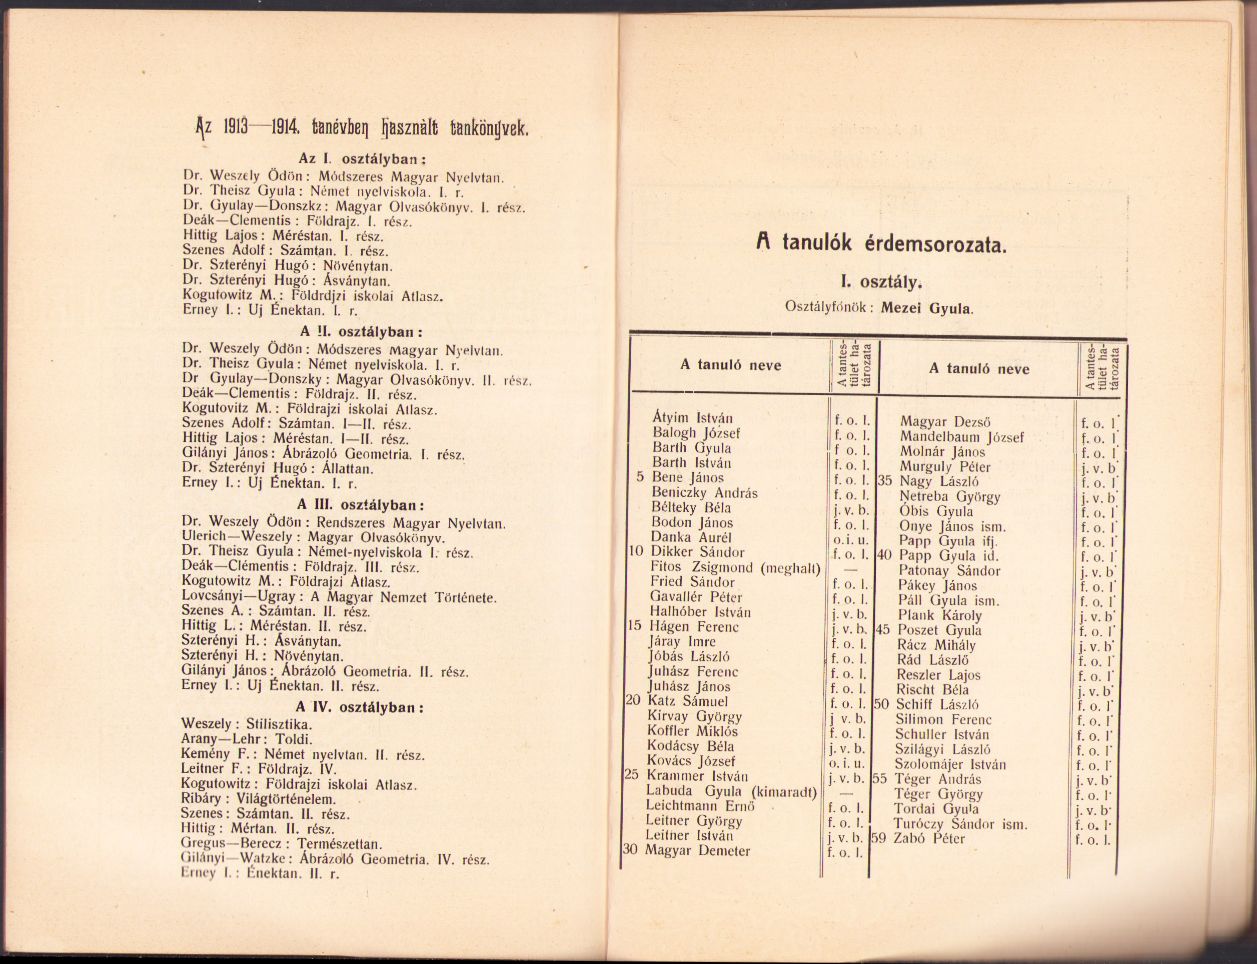 Az 1913—1914. tanévben használt tankönyvek.
Az I. osztályban :
Dr. Weszely Ödön : Módszeres Magyar Nyelvtan.
Dr. Theisz Gyula : Német nyelviskola. I. r.
Dr. Gyulay—Donszkz : Magyar Olvasókönyv. I. rész.
Deák—Clementis : Földrajz. I. rész.
Hittig Lajos : Méréstan. I. rész.
Szenes Adolf : Számtan. I rész.
Dr. Szterényi Hugó : Növénytan.
Dr. Szterényi Hugó : Ásványtan.
Kogutowitz M. : Földrdjzi iskolai Atlasz.
Erney I. : Uj Énektan. I. r.
A II. osztályban :
Dr. Weszely Ödön : Módszeres Magyar Nyelvtan.
Dr. Theisz Gyula : Német nyelviskola. I. r.
Dr Gyulay—Donszky : Magyar Olvasókönyv. II. rész.
Deák—Clementis : Földrajz. II. rész.
Kogutovitz M. : Földrajzi iskolai Atlasz.
Szenes Adolf : Számtan. I—II. rész.
Hittig Lajos : Méréstan. I—II. rész.
Gilányi János : Ábrázoló Geometria. I. rész.
Dr. Szterényi Hugó : Állattan.
Erney I. : Uj Énektan. I. r.
A III. osztályban :
Dr. Weszely Ödön : Rendszeres Magyar Nyelvtan.
Ulerich—Weszely : Magyar Olvasókönyv.
Dr. Theisz Gyula : Német-nyelviskola I. rész.
Deák—Clémentis : Földrajz. III. rész.
Kogutowitz M. : Földrajzi Atlasz.
Lovcsányi—Ugray : A Magyar Nemzet Története.
Szenes A. : Számtan. II. rész.
Hittig L. : Méréstan. II. rész.
Szterényi H. : Ásványtan.
Szterényi H. : Növénytan.
Gilányi János : Ábrázoló Geometria. II. rész.
Erney I. : Uj Énektan. II. rész.
A IV. osztályban :
Weszely : Stilisztika.
Arany—Lehr : Toldi.
Kemény F. : Német nyelvtan. II. rész.
Leitner F. : Földrajz. IV.
Kogutowitz : Földrajzi iskolai Atlasz.
Ribáry : Világtörténelem.
Szenes : Számtan. II. rész.
Hittig : Mértan. II. rész.
Gregus—Berecz : Természettan.
Gilányi—Watzke : Ábrázoló Geometria. IV. rész.
Erney I. : Énektan. II. r.
A tanulók érdemsorozata.
I. osztály.
Osztályfőnök : Mezei Gyula.
A tanuló neve
A tantes-
tület ha-
tározata
Átyim István f. o. l.
Balogh József f. o. l.
Barth Gyula f o. l.
Barth István f. o. l.
5 Bene János f. o. l.
Beniczky András f. o. l.
Bélteky Béla j. v. b.
Bodon János f. o. l.
Danka Aurél o. i. u.
10 Dikker Sándor f. o. l.
Fitos Zsigmond (meghalt) —
Fried Sándor f. o. l.
Gavallér Péter f. o. l.
Halhóber István j. v. b.
15 Hágen Ferenc j. v. b.
Járay Imre f. o. l.
Jóbás László f. o. l.
Juhász Ferenc f. o. l.
Juhász János f. o. l.
20 Katz Sámuel f. o. l.
Kirvay György j v. b.
Koffler Miklós f. o. l.
Kodácsy Béla j. v. b.
Kovács József o. i. u.
25 Krammer István j. v. b.
Labuda Gyula (kimaradt) —
Leichtmann Ernő f. o. l.
Leitner György f. o. l.
Leitner István j. v. b.
30 Magyar Demeter f. o. l.
A tanuló neve
A tantes-
tület ha-
tározata
Magyar Dezső f. o. l
Mandelbaum József f. o. l
Molnár János f. o. l
Murguly Péter j. v. b
35 Nagy László f. o. l
Netreba György j. v. b
Óbis Gyula f. o. l
Onye János ism. f. o. l
Papp Gyula ifj. f. o. l
40 Papp Gyula id. f. o. l
Patonay Sándor j. v. b
Pákey János f. o. l
Páll Gyula ism. f. o. l
Plank Károly j. v. b
45 Poszet Gyula f. o. l
Rácz Mihály j. v. b
Rád László f. o. l
Reszler Lajos f. o. l
Rischt Béla j. v. b
50 Schiff László f. o. l
Silimon Ferenc f. o. l
Schuller István f. o. l
Szilágyi László f. o. l
Szolomájer István f. o. l
55 Téger András j. v. b
Téger György f. o. l
Tordai Gyula j. v. b
Turóczy Sándor ism. f. o. l
59 Zabó Péter f. o. l.